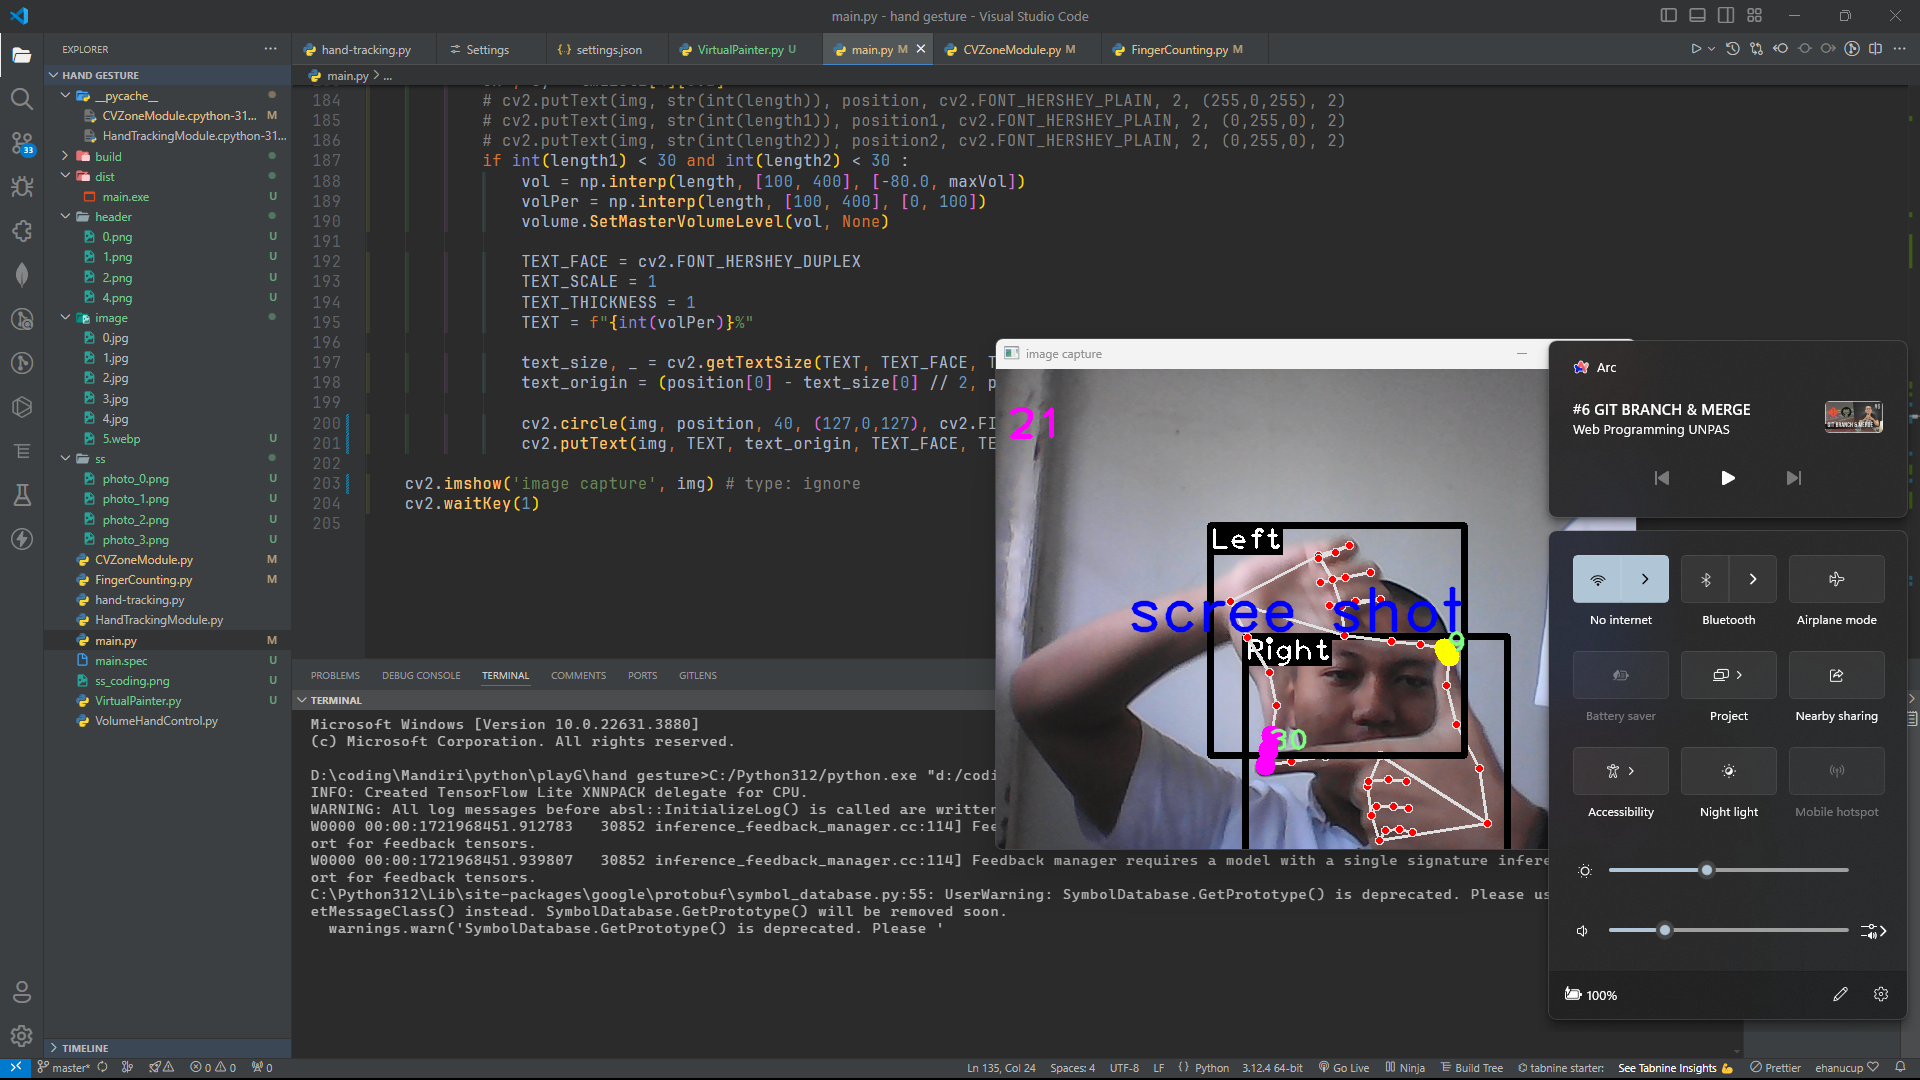 main.py - hand gesture - Visual Studio Code
EXPLORER
HAND GESTURE
__pycache__
CVZoneModule.cpython-31... M
HandTrackingModule.cpython-31...
build
dist
main.exe U
header
0.png U
1.png U
2.png U
4.png U
image
0.jpg
1.jpg
2.jpg
3.jpg
4.jpg
5.webp U
ss
photo_0.png U
photo_1.png U
photo_2.png U
photo_3.png U
CVZoneModule.py M
FingerCounting.py M
hand-tracking.py
HandTrackingModule.py
main.py M
main.spec U
ss_coding.png U
VirtualPainter.py U
VolumeHandControl.py
TIMELINE
33
hand-tracking.py
Settings
settings.json
VirtualPainter.py U
main.py M
CVZoneModule.py M
FingerCounting.py M
main.py > ...
184 # cv2.putText(img, str(int(length)), position, cv2.FONT_HERSHEY_PLAIN, 2, (255,0,255), 2)
185 # cv2.putText(img, str(int(length1)), position1, cv2.FONT_HERSHEY_PLAIN, 2, (0,255,0), 2)
186 # cv2.putText(img, str(int(length2)), position2, cv2.FONT_HERSHEY_PLAIN, 2, (0,255,0), 2)
187 if int(length1) < 30 and int(length2) < 30 :
188 vol = np.interp(length, [100, 400], [-80.0, maxVol])
189 volPer = np.interp(length, [100, 400], [0, 100])
190 volume.SetMasterVolumeLevel(vol, None)
191
192 TEXT_FACE = cv2.FONT_HERSHEY_DUPLEX
193 TEXT_SCALE = 1
194 TEXT_THICKNESS = 1
195 TEXT = f"{int(volPer)}%"
196
197 text_size, _ = cv2.getTextSize(TEXT, TEXT_FACE, T
198 text_origin = (position[0] - text_size[0] // 2, p
199
200 cv2.circle(img, position, 40, (127,0,127), cv2.FI
201 cv2.putText(img, TEXT, text_origin, TEXT_FACE, TE
202
203 cv2.imshow('image capture', img) # type: ignore
204 cv2.waitKey(1)
205
PROBLEMS DEBUG CONSOLE TERMINAL COMMENTS PORTS GITLENS
TERMINAL
Microsoft Windows [Version 10.0.22631.3880]
(c) Microsoft Corporation. All rights reserved.
D:\coding\Mandiri\python\playG\hand gesture>C:/Python312/python.exe "d:/codi
INFO: Created TensorFlow Lite XNNPACK delegate for CPU.
WARNING: All log messages before absl::InitializeLog() is called are written
W0000 00:00:1721968451.912783 30852 inference_feedback_manager.cc:114] Fee
ort for feedback tensors.
W0000 00:00:1721968451.939807 30852 inference_feedback_manager.cc:114] Feedback manager requires a model with a single signature infere
ort for feedback tensors.
C:\Python312\Lib\site-packages\google\protobuf\symbol_database.py:55: UserWarning: SymbolDatabase.GetPrototype() is deprecated. Please us
etMessageClass() instead. SymbolDatabase.GetPrototype() will be removed soon.
warnings.warn('SymbolDatabase.GetPrototype() is deprecated. Please '
image capture
21
Left
scree shot
9
Right
30
Arc
#6 GIT BRANCH & MERGE
Web Programming UNPAS
GIT BRANCH & MERGE
No internet
Bluetooth
Airplane mode
Battery saver
Project
Nearby sharing
Accessibility
Night light
Mobile hotspot
100%
master* 0 0 0 Ln 135, Col 24 Spaces: 4 UTF-8 LF Python 3.12.4 64-bit Go Live Ninja Build Tree tabnine starter: See Tabnine Insights Prettier ehanucup